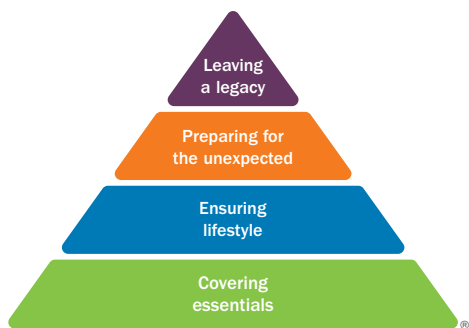 Leaving
a legacy
Preparing for
the unexpected
Ensuring
lifestyle
Covering
essentials
®